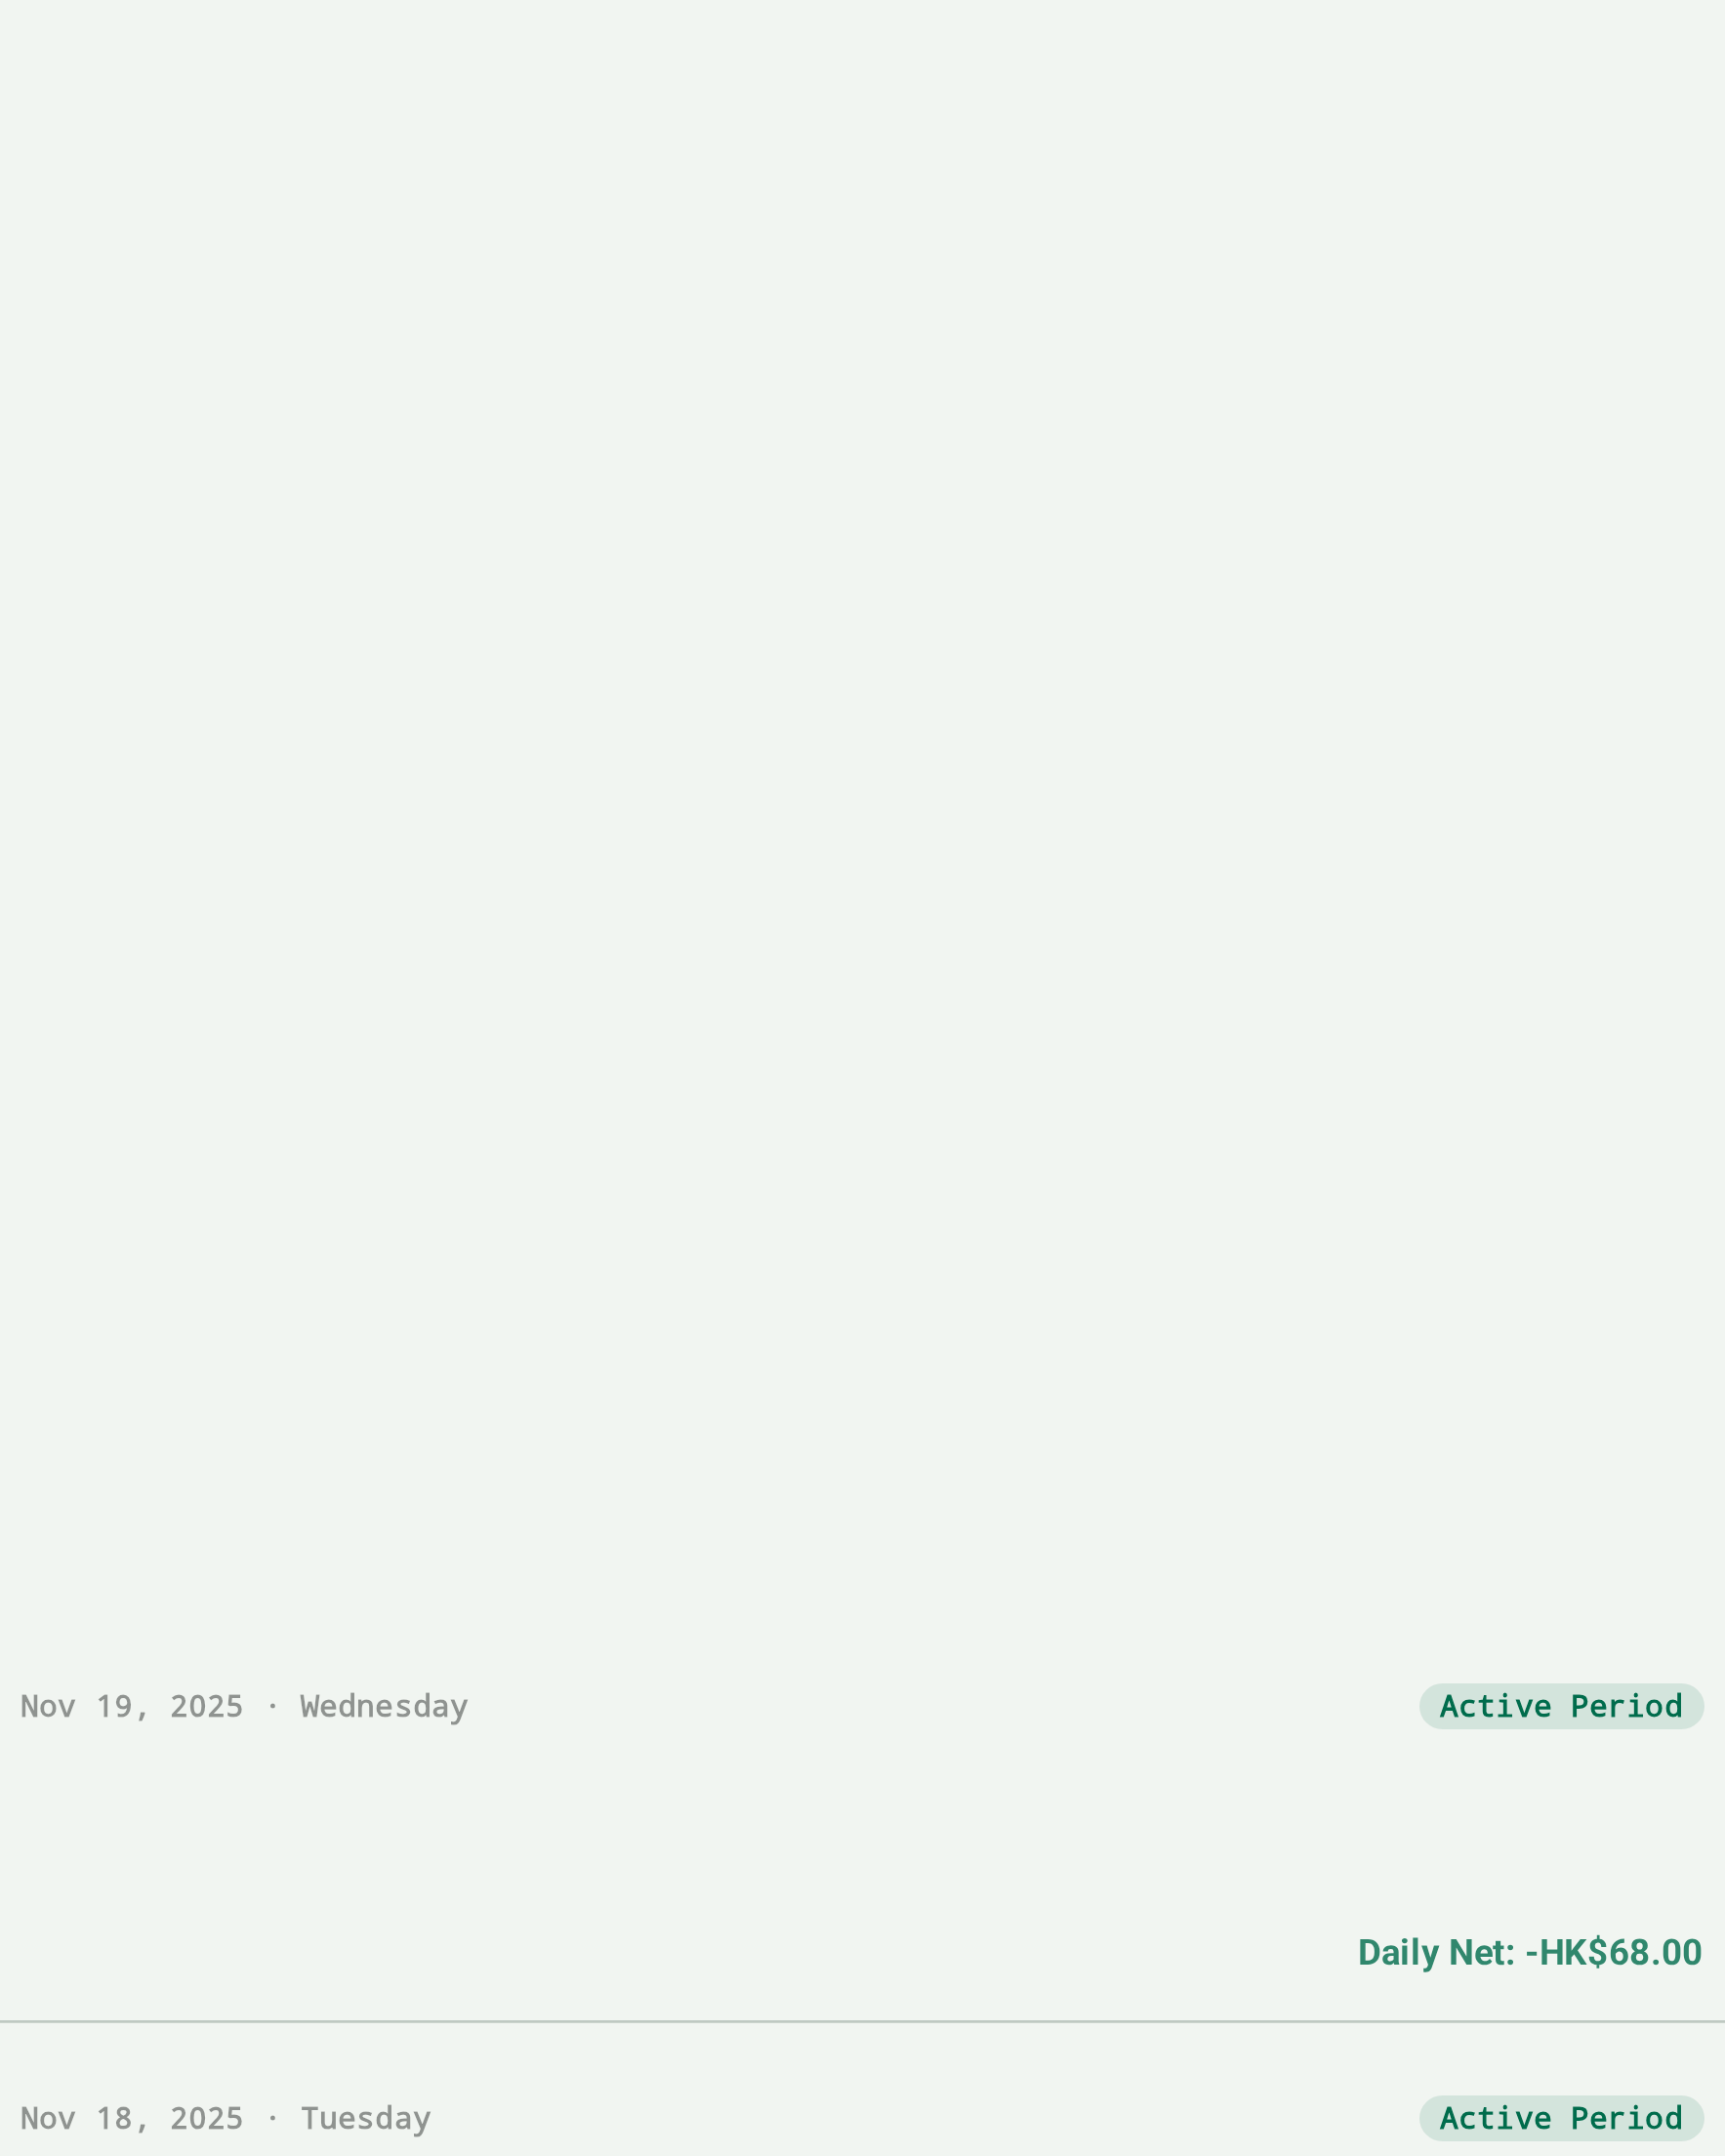 Nov 19, 2025 · Wednesday Active Period
Daily Net: -HK$68.00
Nov 18, 2025 · Tuesday Active Period